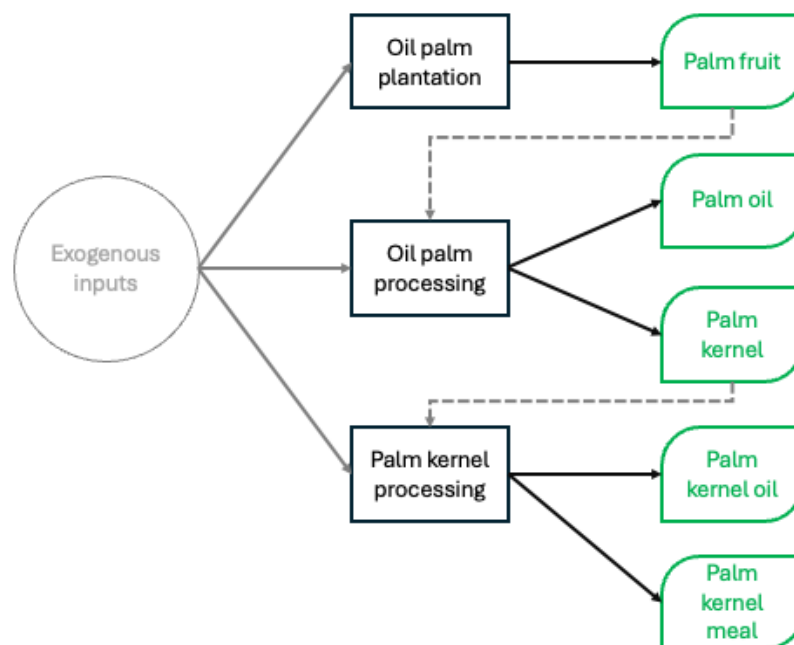 Oil palm
plantation
Palm fruit
Exogenous
inputs
Oil palm
processing
Palm oil
Palm
kernel
Palm kernel
processing
Palm
kernel oil
Palm
kernel
meal